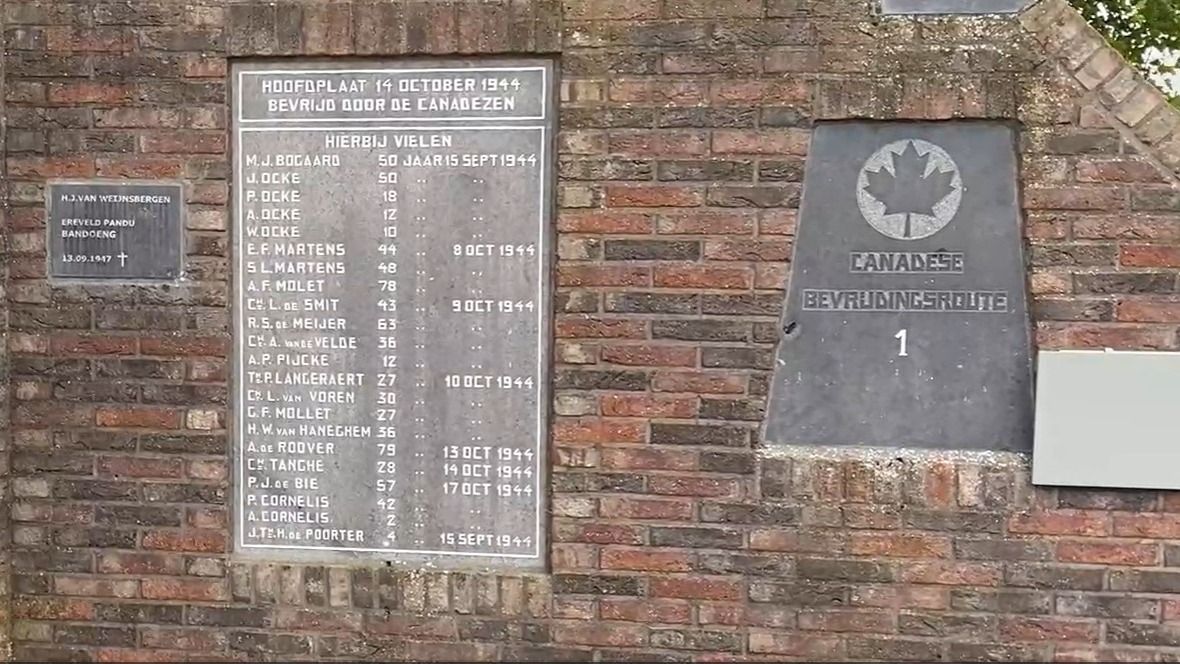 H.J. VAN WEIJNSBERGEN
EREVELD PANDU
BANDOENG
13.09.1947 †
HOOFDPLAAT 14 OCTOBER 1944
BEVRIJD DOOR DE CANADEZEN
HIERBIJ VIELEN
M.J. BOGAARD 50 JAAR 15 SEPT 1944
J. OCKE 50 .. ..
P. OCKE 18 .. ..
A. OCKE 12 .. ..
W. OCKE 10 .. ..
E.F. MARTENS 44 .. 8 OCT 1944
S.L. MARTENS 48 .. ..
A.F. MOLET 78 .. ..
CH. L. DE SMIT 43 .. 9 OCT 1944
R.S. DE MEIJER 63 .. ..
CH. A. VAN DE VELDE 36 .. ..
A.P. PIJCKE 12 .. ..
TH. P. LANGERAERT 27 .. 10 OCT 1944
CH. L. VAN VOREN 30 .. ..
G.F. MOLLET 27 .. ..
H.W. VAN HANEGHEM 36 .. ..
A. DE ROOVER 79 .. 13 OCT 1944
CH. TANGHE 28 .. 14 OCT 1944
P.J. DE BIE 57 .. 17 OCT 1944
P. CORNELIS 42 .. ..
A. CORNELIS 2 .. ..
J. TH. H. DE POORTER 4 .. 15 SEPT 1944
CANADESE
BEVRIJDINGSROUTE
1